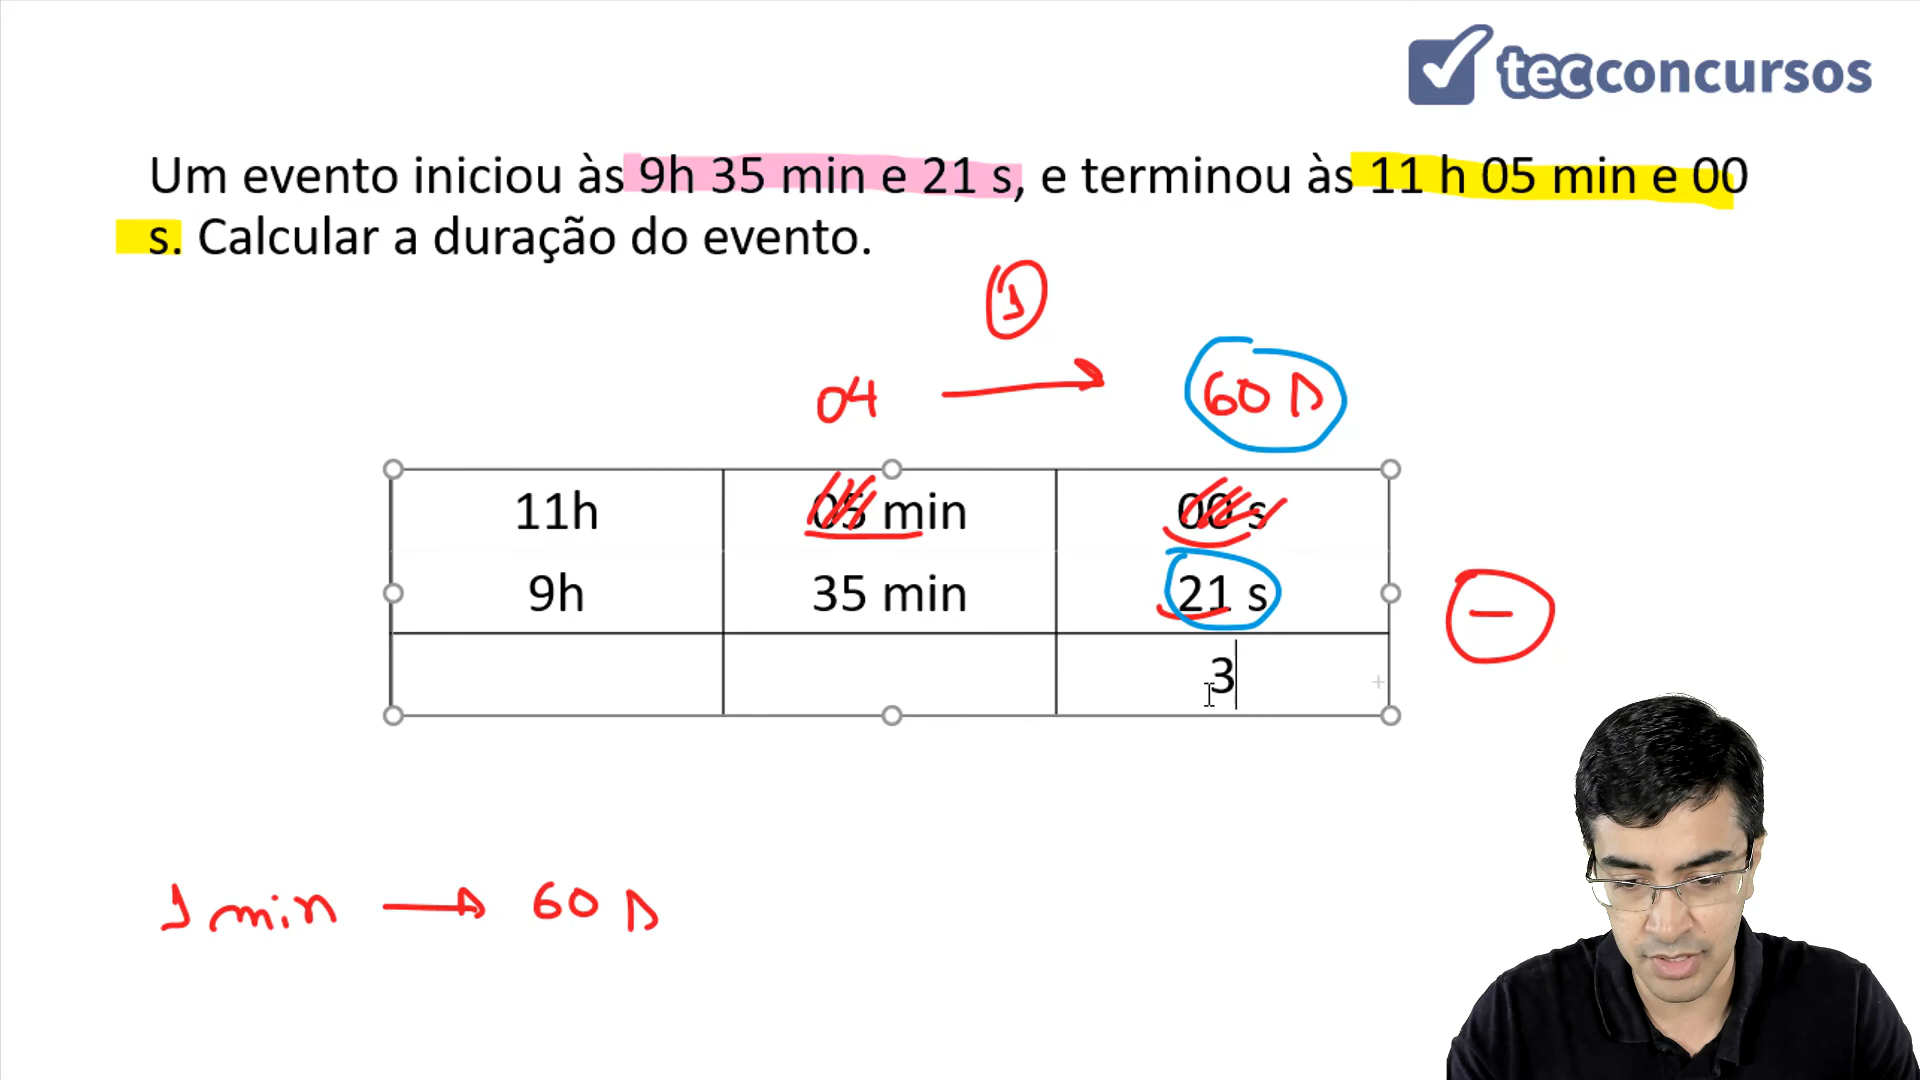 tecconcursos
Um evento iniciou às 9h 35 min e 21 s, e terminou às 11 h 05 min e 00
s. Calcular a duração do evento.
1
04 → 60 s
11h 05 min 00 s
9h 35 min 21 s
—
3
1 min → 60 s